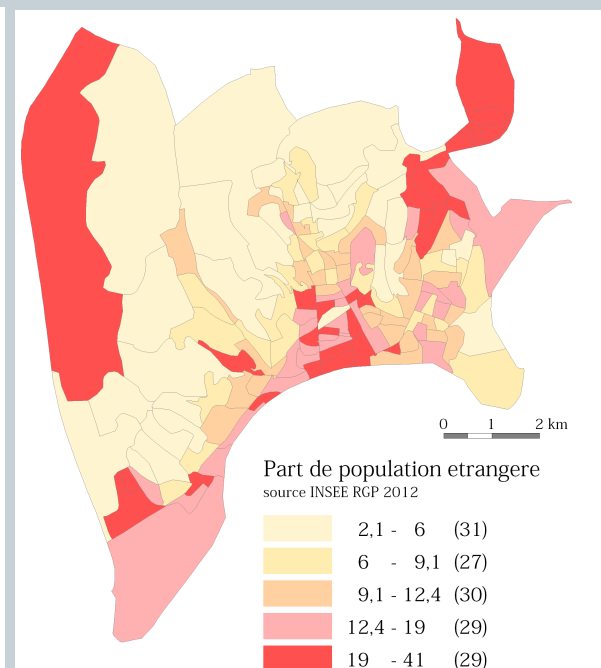 0 1 2 km
Part de population etrangere
source INSEE RGP 2012
2,1 - 6 (31)
6 - 9,1 (27)
9,1 - 12,4 (30)
12,4 - 19 (29)
19 - 41 (29)